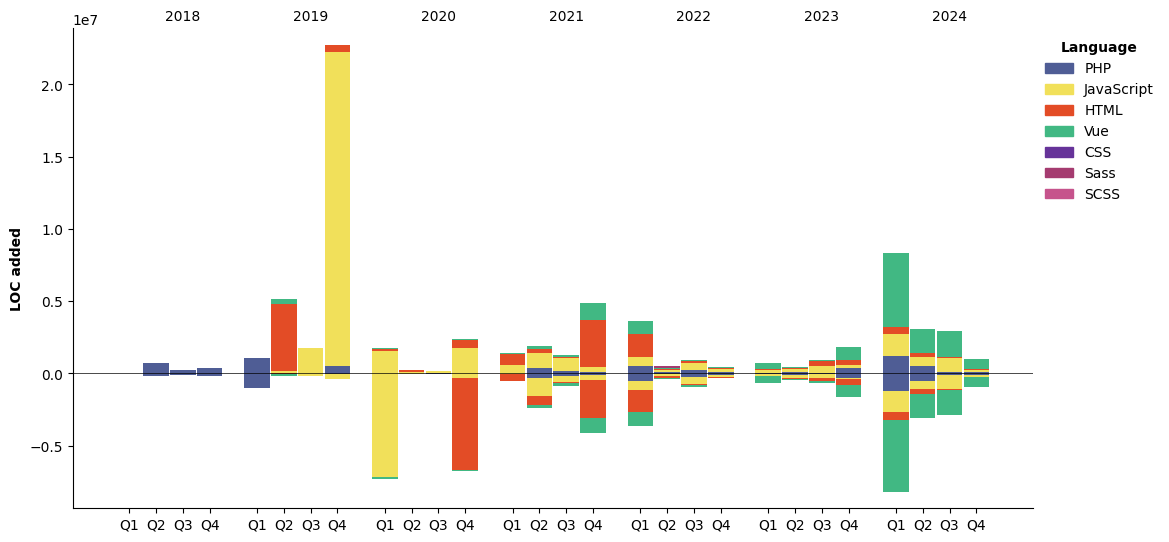 1e7
2018 2019 2020 2021 2022 2023 2024
Language
PHP
JavaScript
HTML
Vue
CSS
Sass
SCSS
LOC added
2.0
1.5
1.0
0.5
0.0
−0.5
Q1 Q2 Q3 Q4 Q1 Q2 Q3 Q4 Q1 Q2 Q3 Q4 Q1 Q2 Q3 Q4 Q1 Q2 Q3 Q4 Q1 Q2 Q3 Q4 Q1 Q2 Q3 Q4